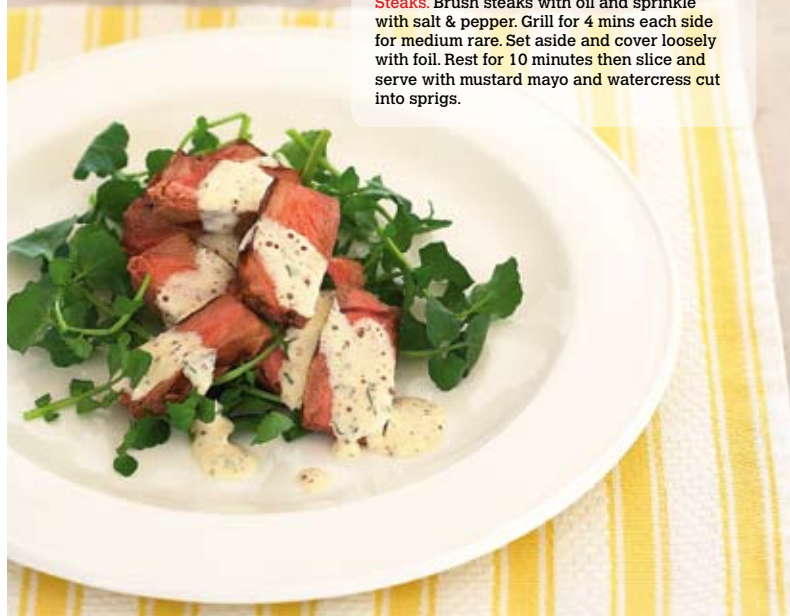 Steaks. Brush steaks with oil and sprinkle
with salt & pepper. Grill for 4 mins each side
for medium rare. Set aside and cover loosely
with foil. Rest for 10 minutes then slice and
serve with mustard mayo and watercress cut
into sprigs.